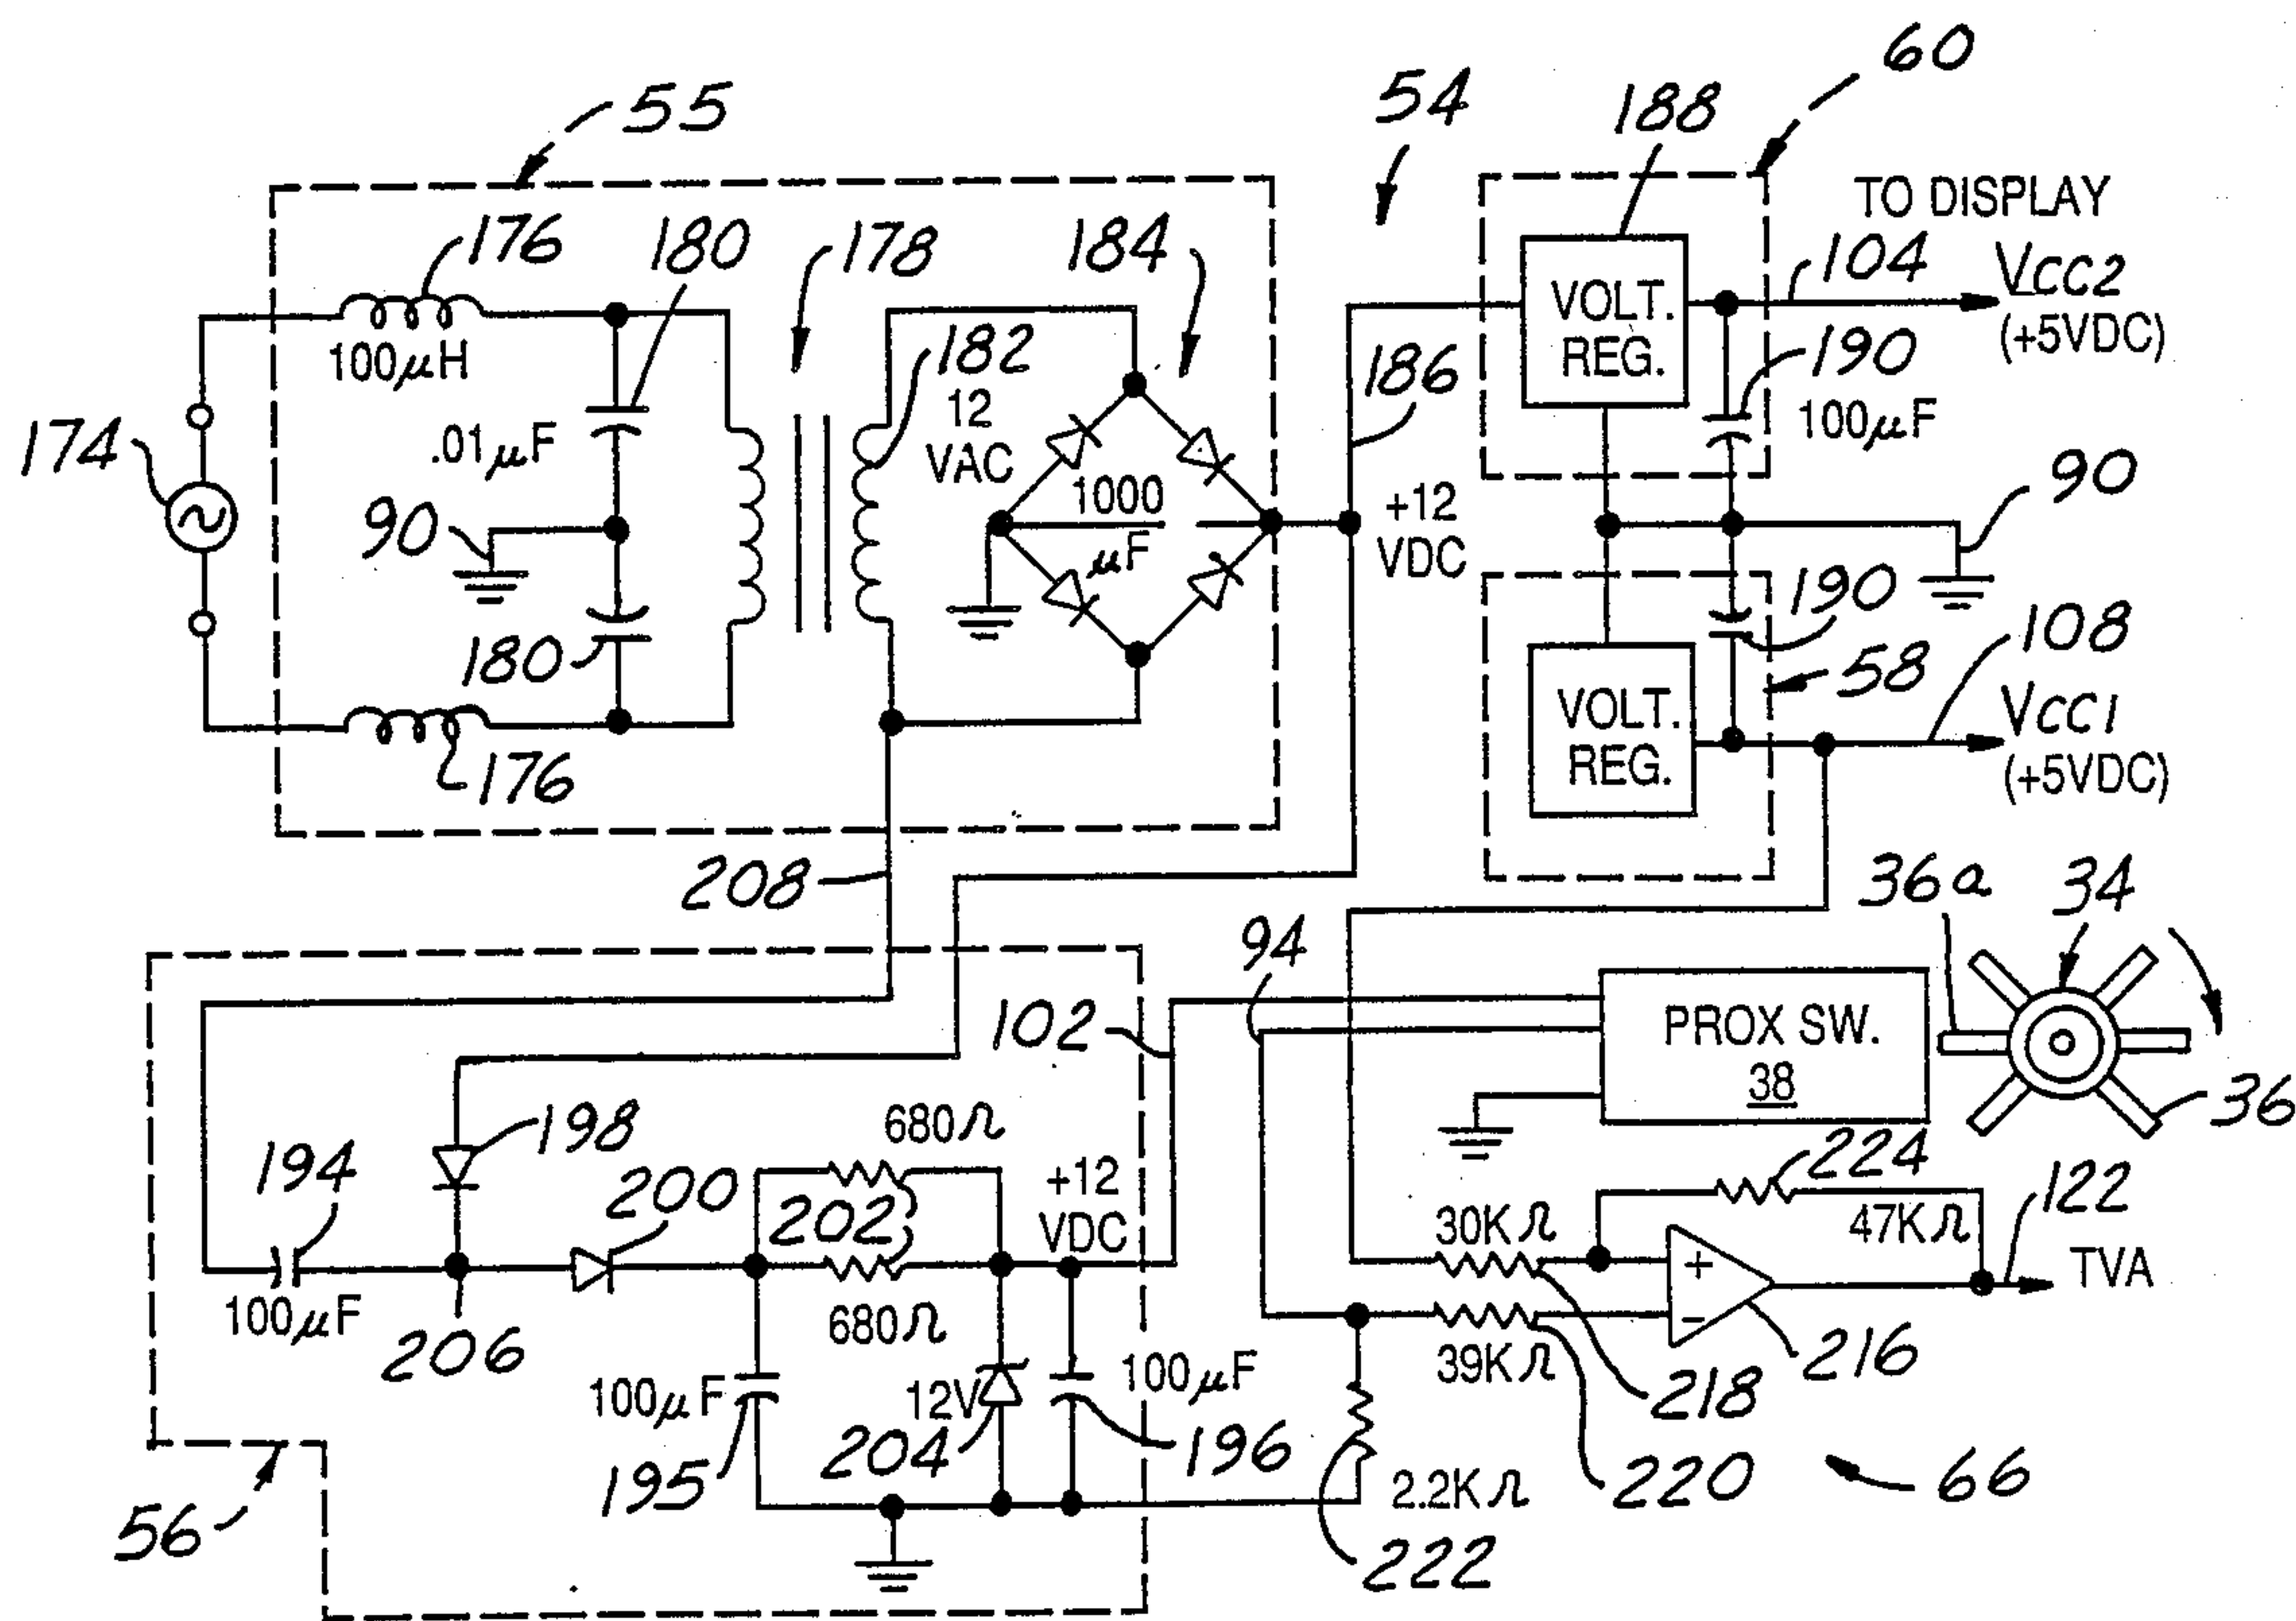 55
54
188
60
TO DISPLAY
176
180
178
184
104
VCC2
(+5VDC)
100μH
182
12
VAC
186
VOLT.
REG.
190
100μF
174
.01μF
90
1000
μF
+12
VDC
90
180
190
58
108
VOLT.
REG.
VCC1
(+5VDC)
176
208
94
36a
34
102
PROX SW.
38
36
680Ω
198
194
200
202
+12
VDC
224
30KΩ
47KΩ
122
+
TVA
100μF
206
680Ω
-
216
39KΩ
218
100μF
12V
100μF
204
196
195
220
66
2.2KΩ
56
222